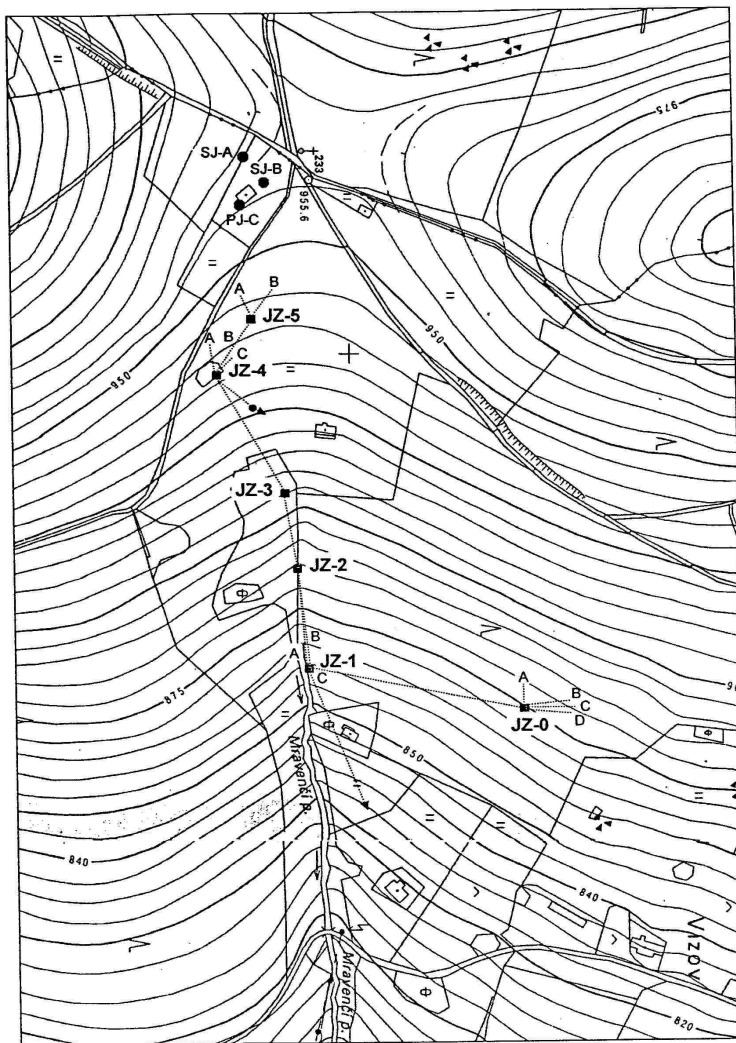 975
SJ-A
233
SJ-B
955.6
PJ-C
A
B
JZ-5
950
A
B
C
JZ-4
950
JZ-3
JZ-2
B
A
JZ-1
C
875
A
B
C
D
JZ-0
850
Mravenčí p.
840
840
Mravenčí p.
820